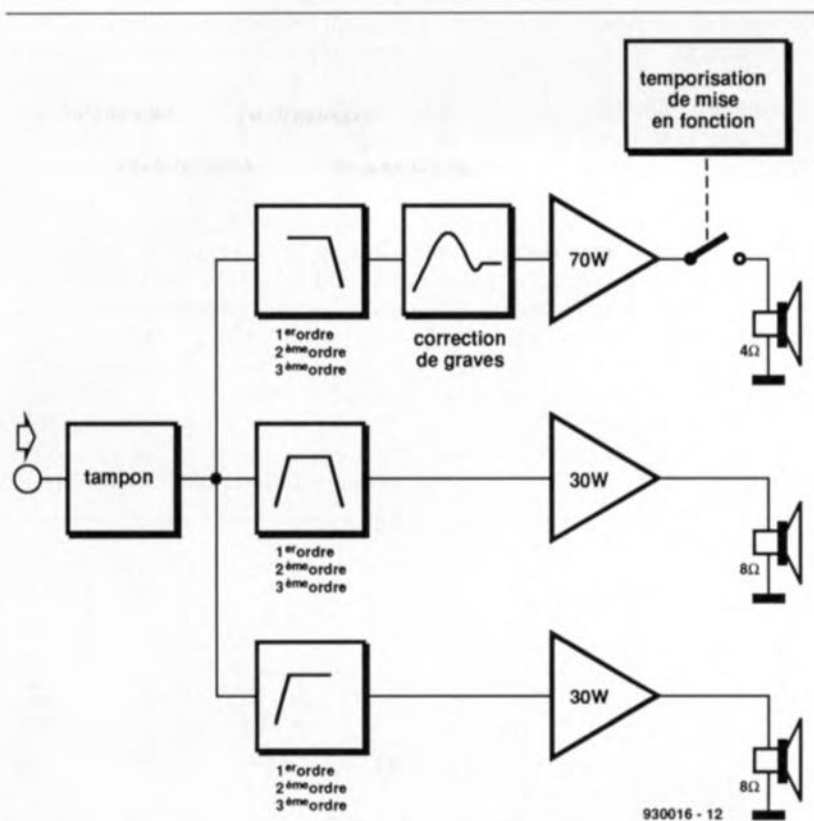 temporisation
de mise
en fonction
70W
4Ω
1er ordre
2ème ordre
3ème ordre
correction
de graves
tampon
30W
8Ω
1er ordre
2ème ordre
3ème ordre
30W
8Ω
1er ordre
2ème ordre
3ème ordre
930016 - 12